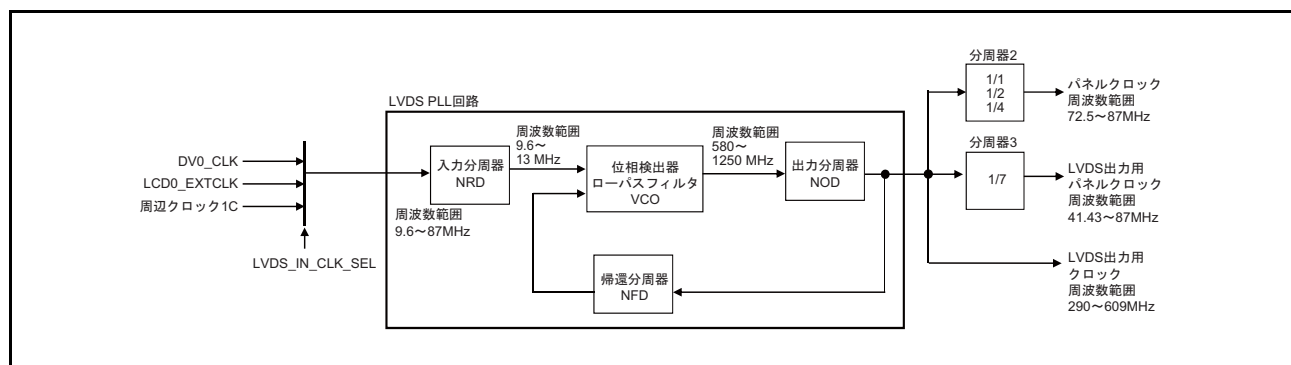 分周器2
1/1
1/2
1/4
パネルクロック
周波数範囲
72.5～87MHz
LVDS PLL回路
周波数範囲
9.6～
13 MHz
周波数範囲
580～
1250 MHz
分周器3
DV0_CLK
LCD0_EXTCLK
周辺クロック1C
LVDS_IN_CLK_SEL
入力分周器
NRD
周波数範囲
9.6～87MHz
位相検出器
ローパスフィルタ
VCO
出力分周器
NOD
1/7
LVDS出力用
パネルクロック
周波数範囲
41.43～87MHz
帰還分周器
NFD
LVDS出力用
クロック
周波数範囲
290～609MHz